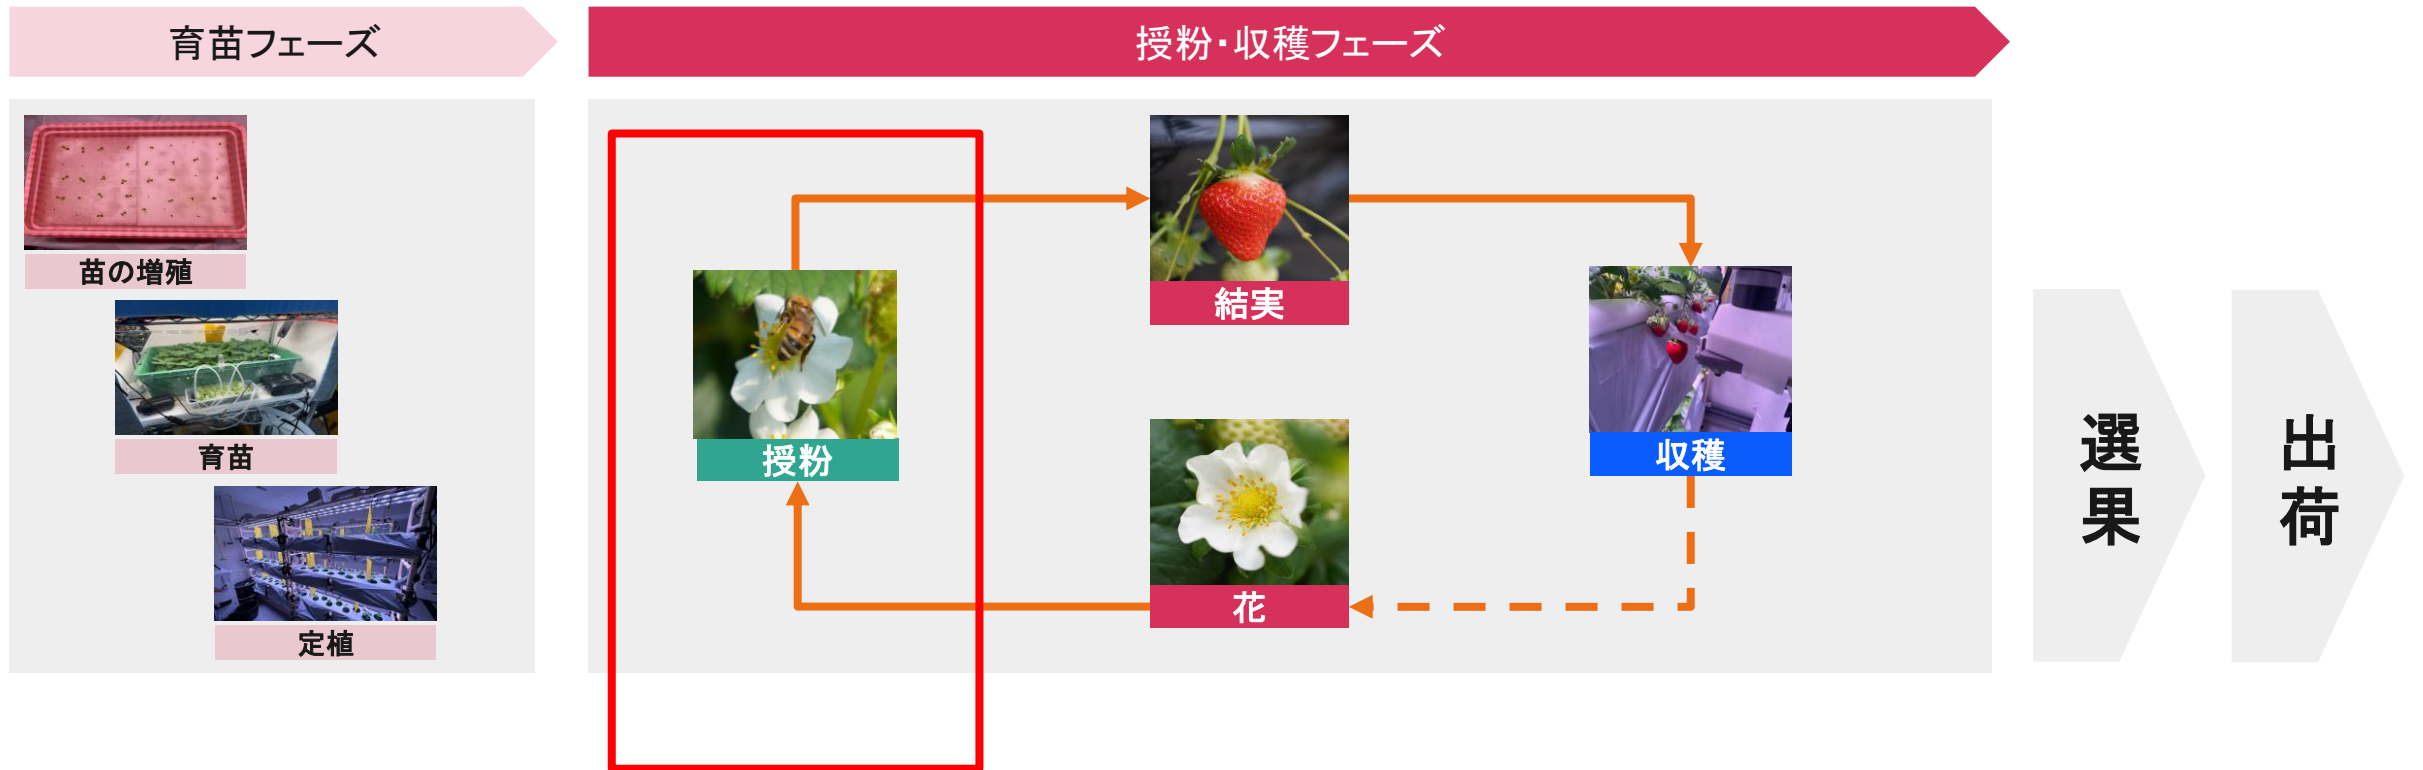 育苗フェーズ
授粉・収穫フェーズ
苗の増殖
育苗
定植
授粉
結実
花
収穫
選果
出荷